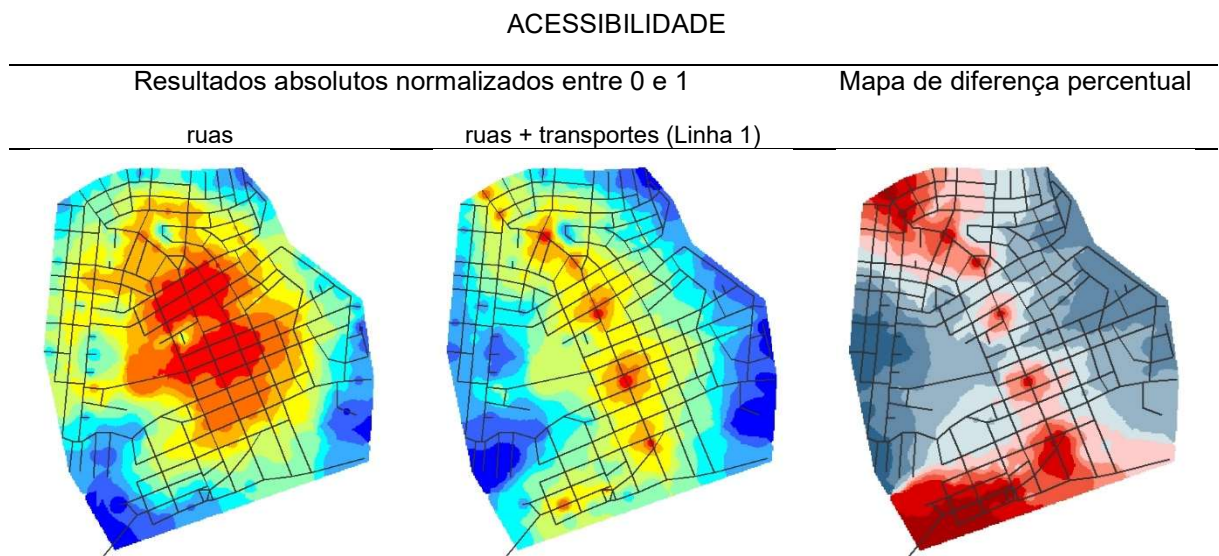 ACESSIBILIDADE
Resultados absolutos normalizados entre 0 e 1
Mapa de diferença percentual
ruas
ruas + transportes (Linha 1)